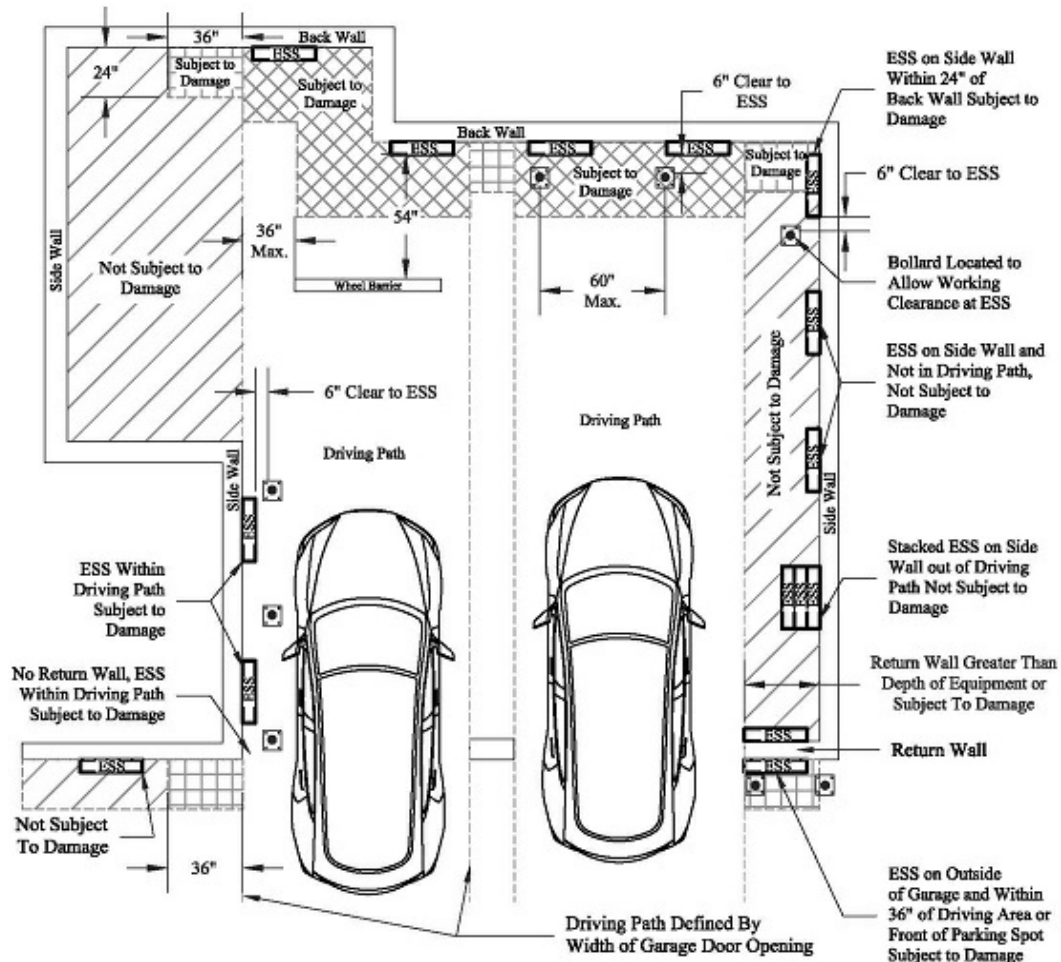 36"
Back Wall
ESS
24"
Subject to
Damage
Subject to
Damage
6" Clear to
ESS
ESS on Side Wall
Within 24" of
Back Wall Subject to
Damage
Back Wall
ESS
ESS
ESS
Subject to
Damage
Subject to
Damage
ESS
6" Clear to ESS
54"
36"
Max.
Side Wall
Not Subject to
Damage
Wheel Barrier
60"
Max.
Bollard Located to
Allow Working
Clearance at ESS
ESS
ESS on Side Wall and
Not in Driving Path,
Not Subject to
Damage
6" Clear to ESS
Not Subject to Damage
Driving Path
Driving Path
ESS
Side Wall
Side Wall
ESS
ESS Within
Driving Path
Subject to
Damage
Stacked ESS on Side
Wall out of Driving
Path Not Subject to
Damage
ESS
ESS
ESS
No Return Wall, ESS
Within Driving Path
Subject to Damage
ESS
Return Wall Greater Than
Depth of Equipment or
Subject To Damage
ESS
Return Wall
ESS
ESS
Not Subject
To Damage
36"
ESS on Outside
of Garage and Within
36" of Driving Area or
Front of Parking Spot
Subject to Damage
Driving Path Defined By
Width of Garage Door Opening